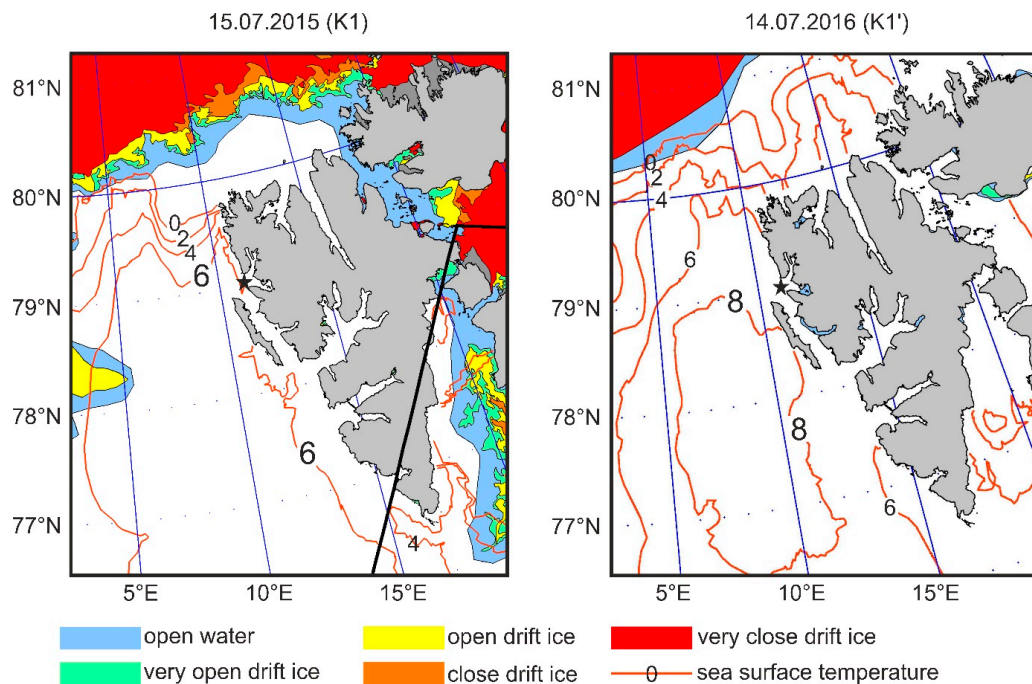 15.07.2015 (K1)
14.07.2016 (K1')
81°N
80°N
79°N
78°N
77°N
0
2
4
6
6
4
5°E
10°E
15°E
81°N
80°N
79°N
78°N
77°N
0
2
4
6
8
8
6
5°E
10°E
15°E
open water
open drift ice
very close drift ice
very open drift ice
close drift ice
0 sea surface temperature